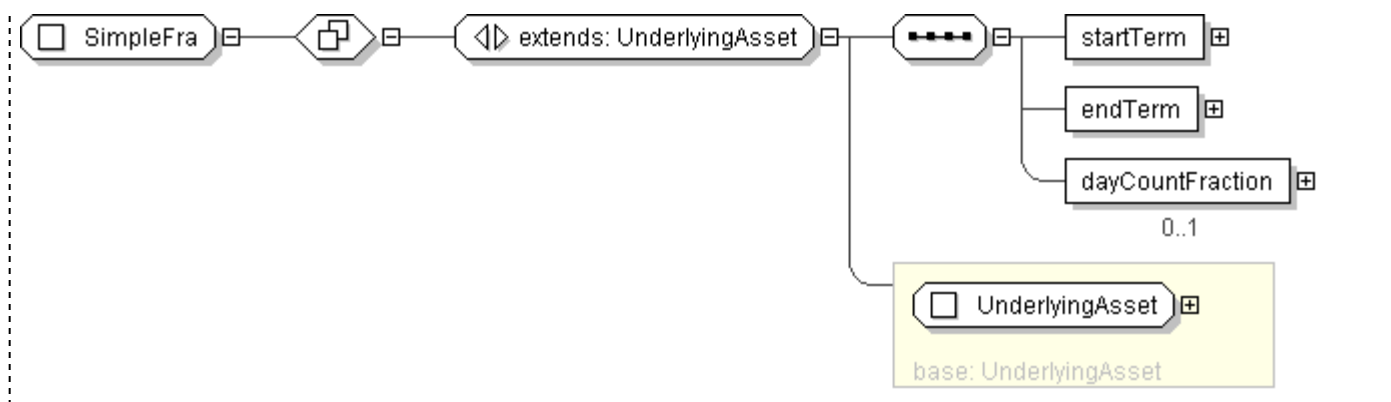 SimpleFra
extends: UnderlyingAsset
startTerm
endTerm
dayCountFraction
0..1
UnderlyingAsset
base: UnderlyingAsset